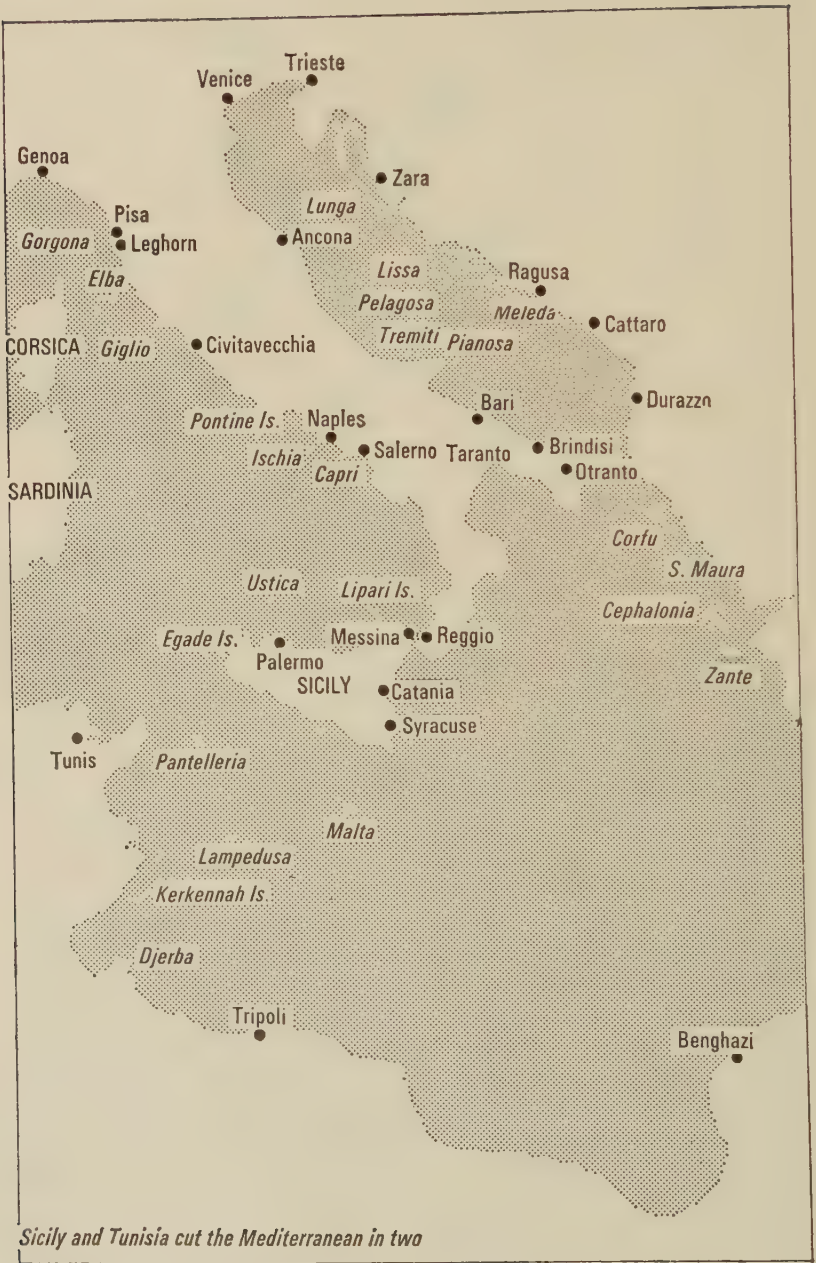 Trieste
Venice
Genoa
Zara
Pisa
Lunga
Gorgona
Leghorn
Ancona
Elba
Lissa
Ragusa
Pelagosa
Meleda
CORSICA
Giglio
Civitavecchia
Tremiti
Pianosa
Cattaro
Bari
Durazzo
Pontine Is.
Naples
Ischia
Salerno
Taranto
Brindisi
Capri
Otranto
SARDINIA
Corfu
S. Maura
Ustica
Lipari Is.
Cephalonia
Egade Is.
Messina
Reggio
Palermo
SICILY
Catania
Zante
Syracuse
Tunis
Pantelleria
Malta
Lampedusa
Kerkennah Is.
Djerba
Tripoli
Benghazi
Sicily and Tunisia cut the Mediterranean in two